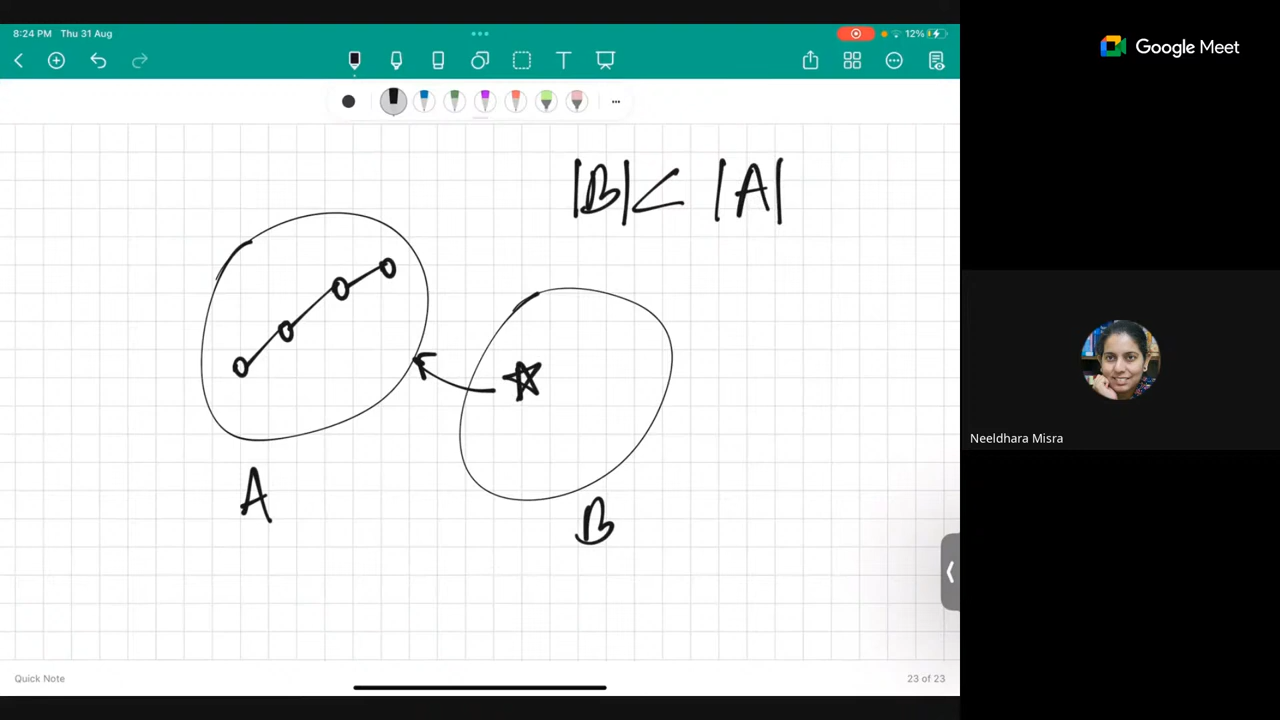 8:24 PM Thu 31 Aug
12%
Google Meet
T
|B| < |A|
A
B
Neeldhara Misra
Quick Note
23 of 23